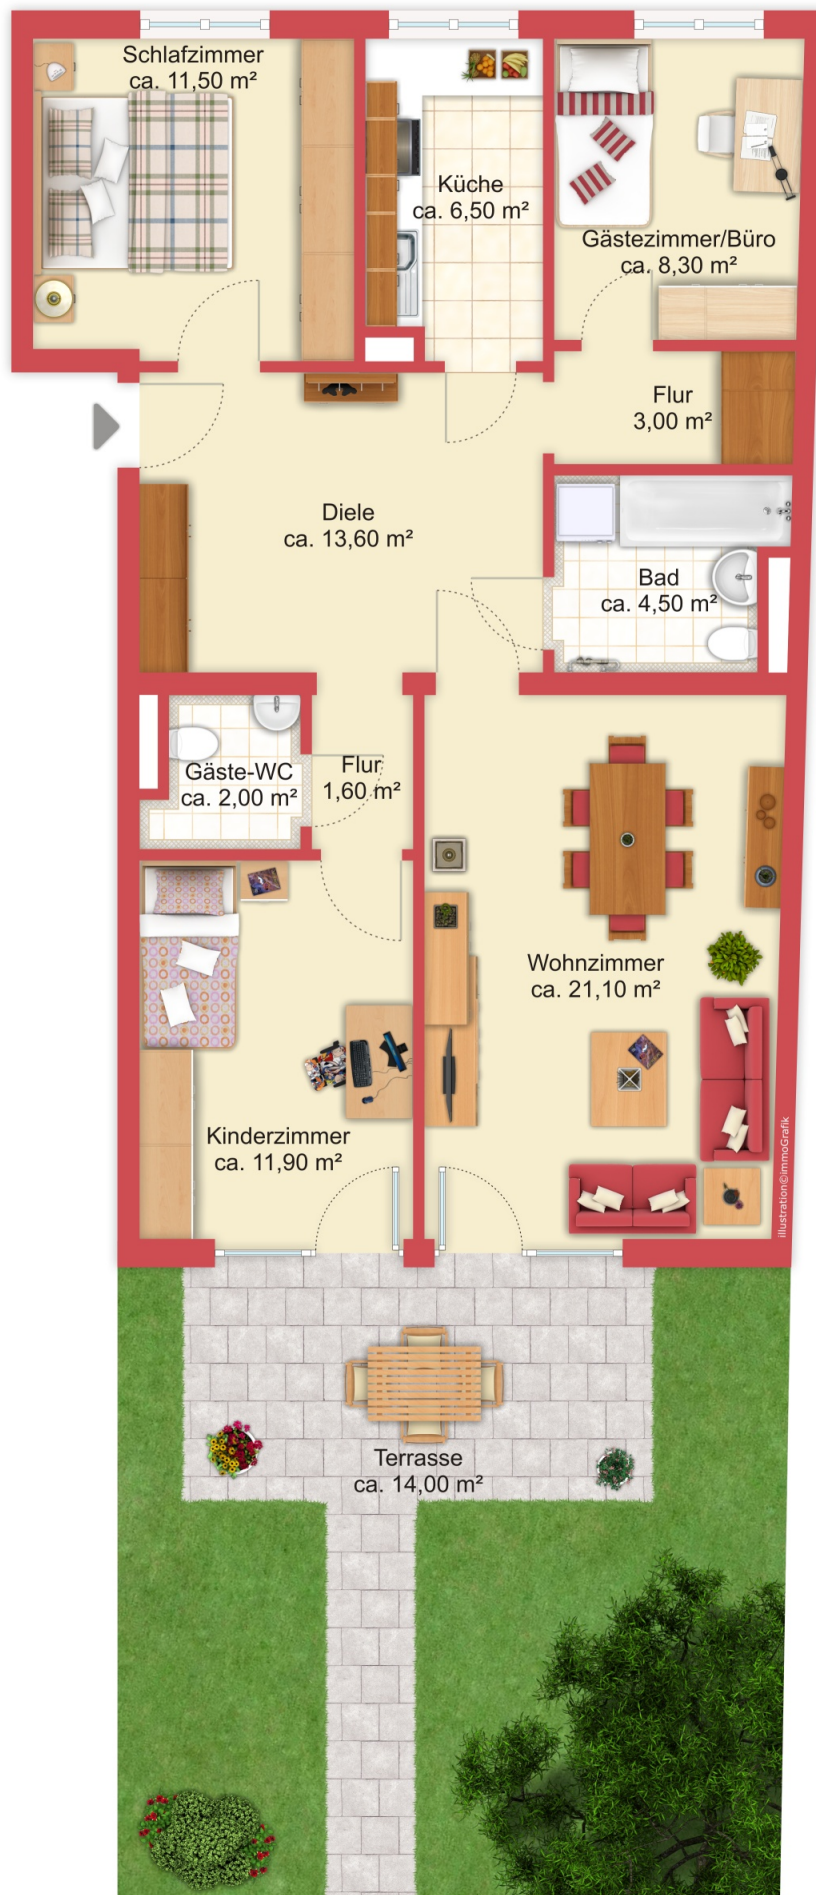 Schlafzimmer
ca. 11,50 m²
Küche
ca. 6,50 m²
Gästezimmer/Büro
ca. 8,30 m²
Flur
3,00 m²
Diele
ca. 13,60 m²
Bad
ca. 4,50 m²
Gäste-WC
ca. 2,00 m²
Flur
1,60 m²
Wohnzimmer
ca. 21,10 m²
Kinderzimmer
ca. 11,90 m²
illustration©immoGrafik
Terrasse
ca. 14,00 m²